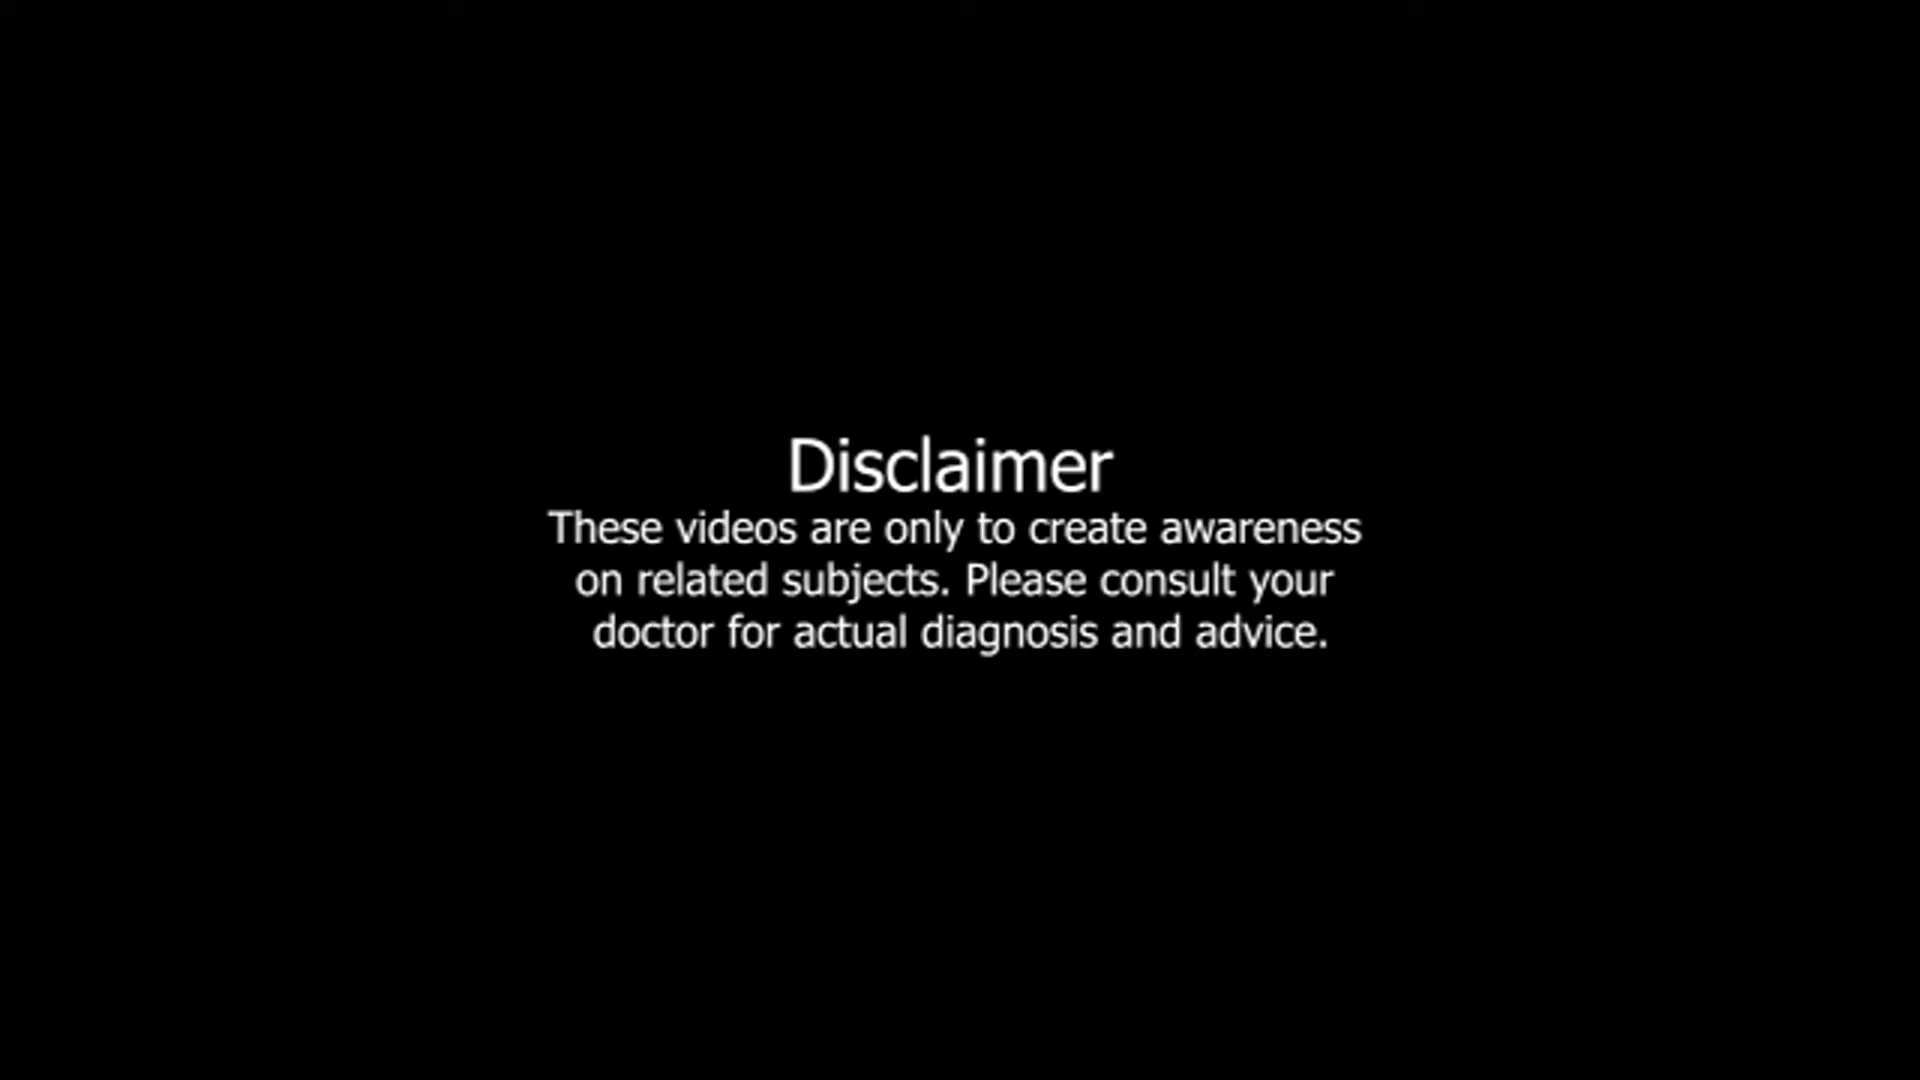 Disclaimer
These videos are only to create awareness
on related subjects. Please consult your
doctor for actual diagnosis and advice.